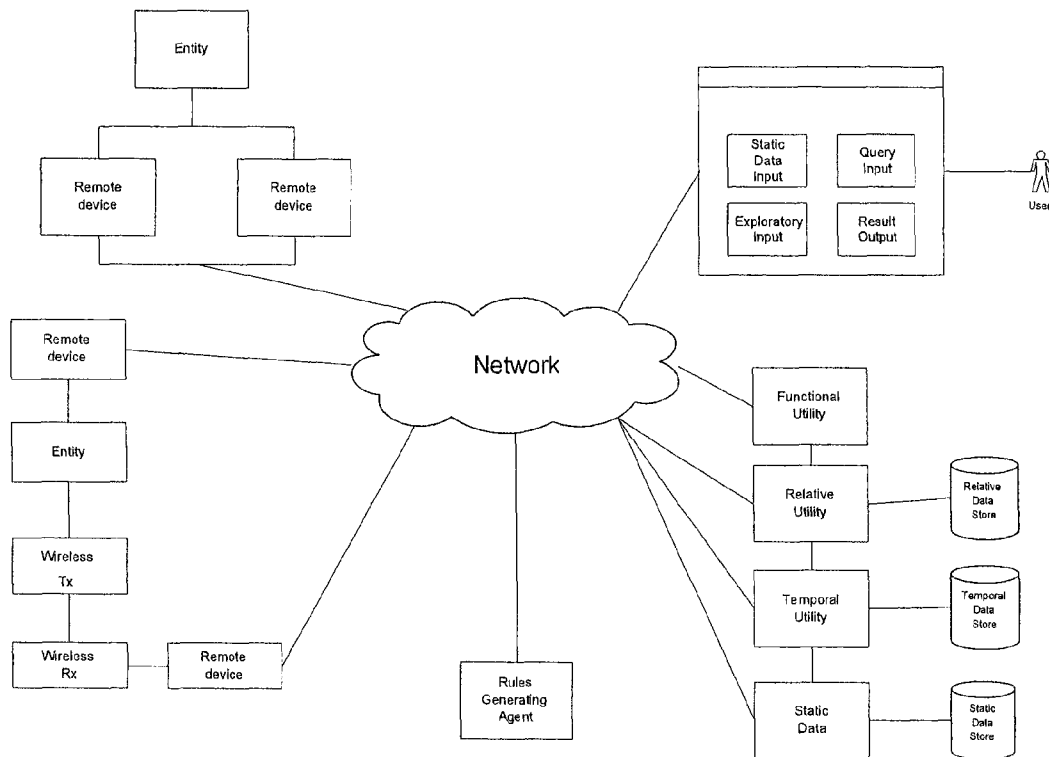 Entity
Remote
device
Remote
device
Static
Data
Input
Query
Input
Exploratory
Input
Result
Output
User
Remote
device
Entity
Wireless
Tx
Wireless
Rx
Remote
device
Network
Rules
Generating
Agent
Functional
Utility
Relative
Utility
Relative
Data
Store
Temporal
Utility
Temporal
Data
Store
Static
Data
Static
Data
Store